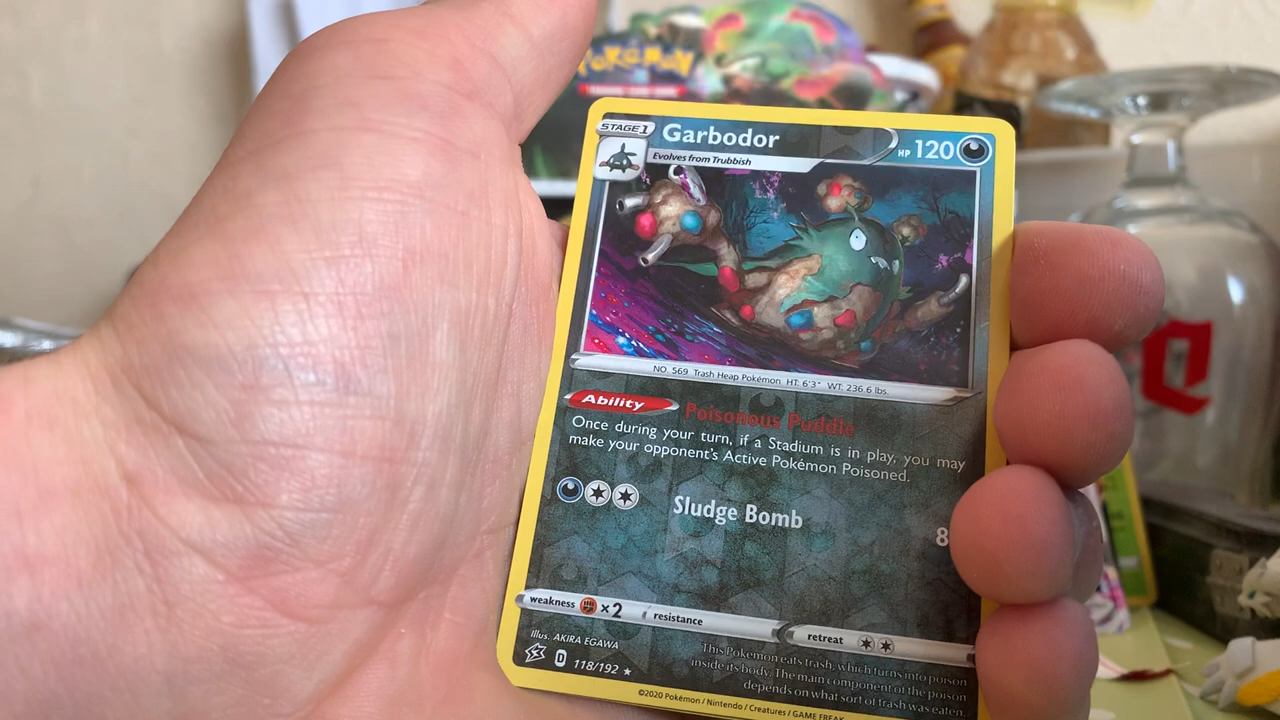 POKÉMON
STAGE 1
Garbodor
HP 120
Evolves from Trubbish
NO. 569 Trash Heap Pokémon HT: 6'3" WT: 236.6 lbs.
Ability
Poisonous Puddle
Once during your turn, if a Stadium is in play, you may
make your opponent's Active Pokémon Poisoned.
Sludge Bomb
8
weakness ×2
resistance
retreat
Illus. AKIRA EGAWA
D 118/192 ★
This Pokémon eats trash, which turns into poison
inside its body. The main component of the poison
depends on what sort of trash was eaten.
©2020 Pokémon / Nintendo / Creatures / GAME FREAK
Q